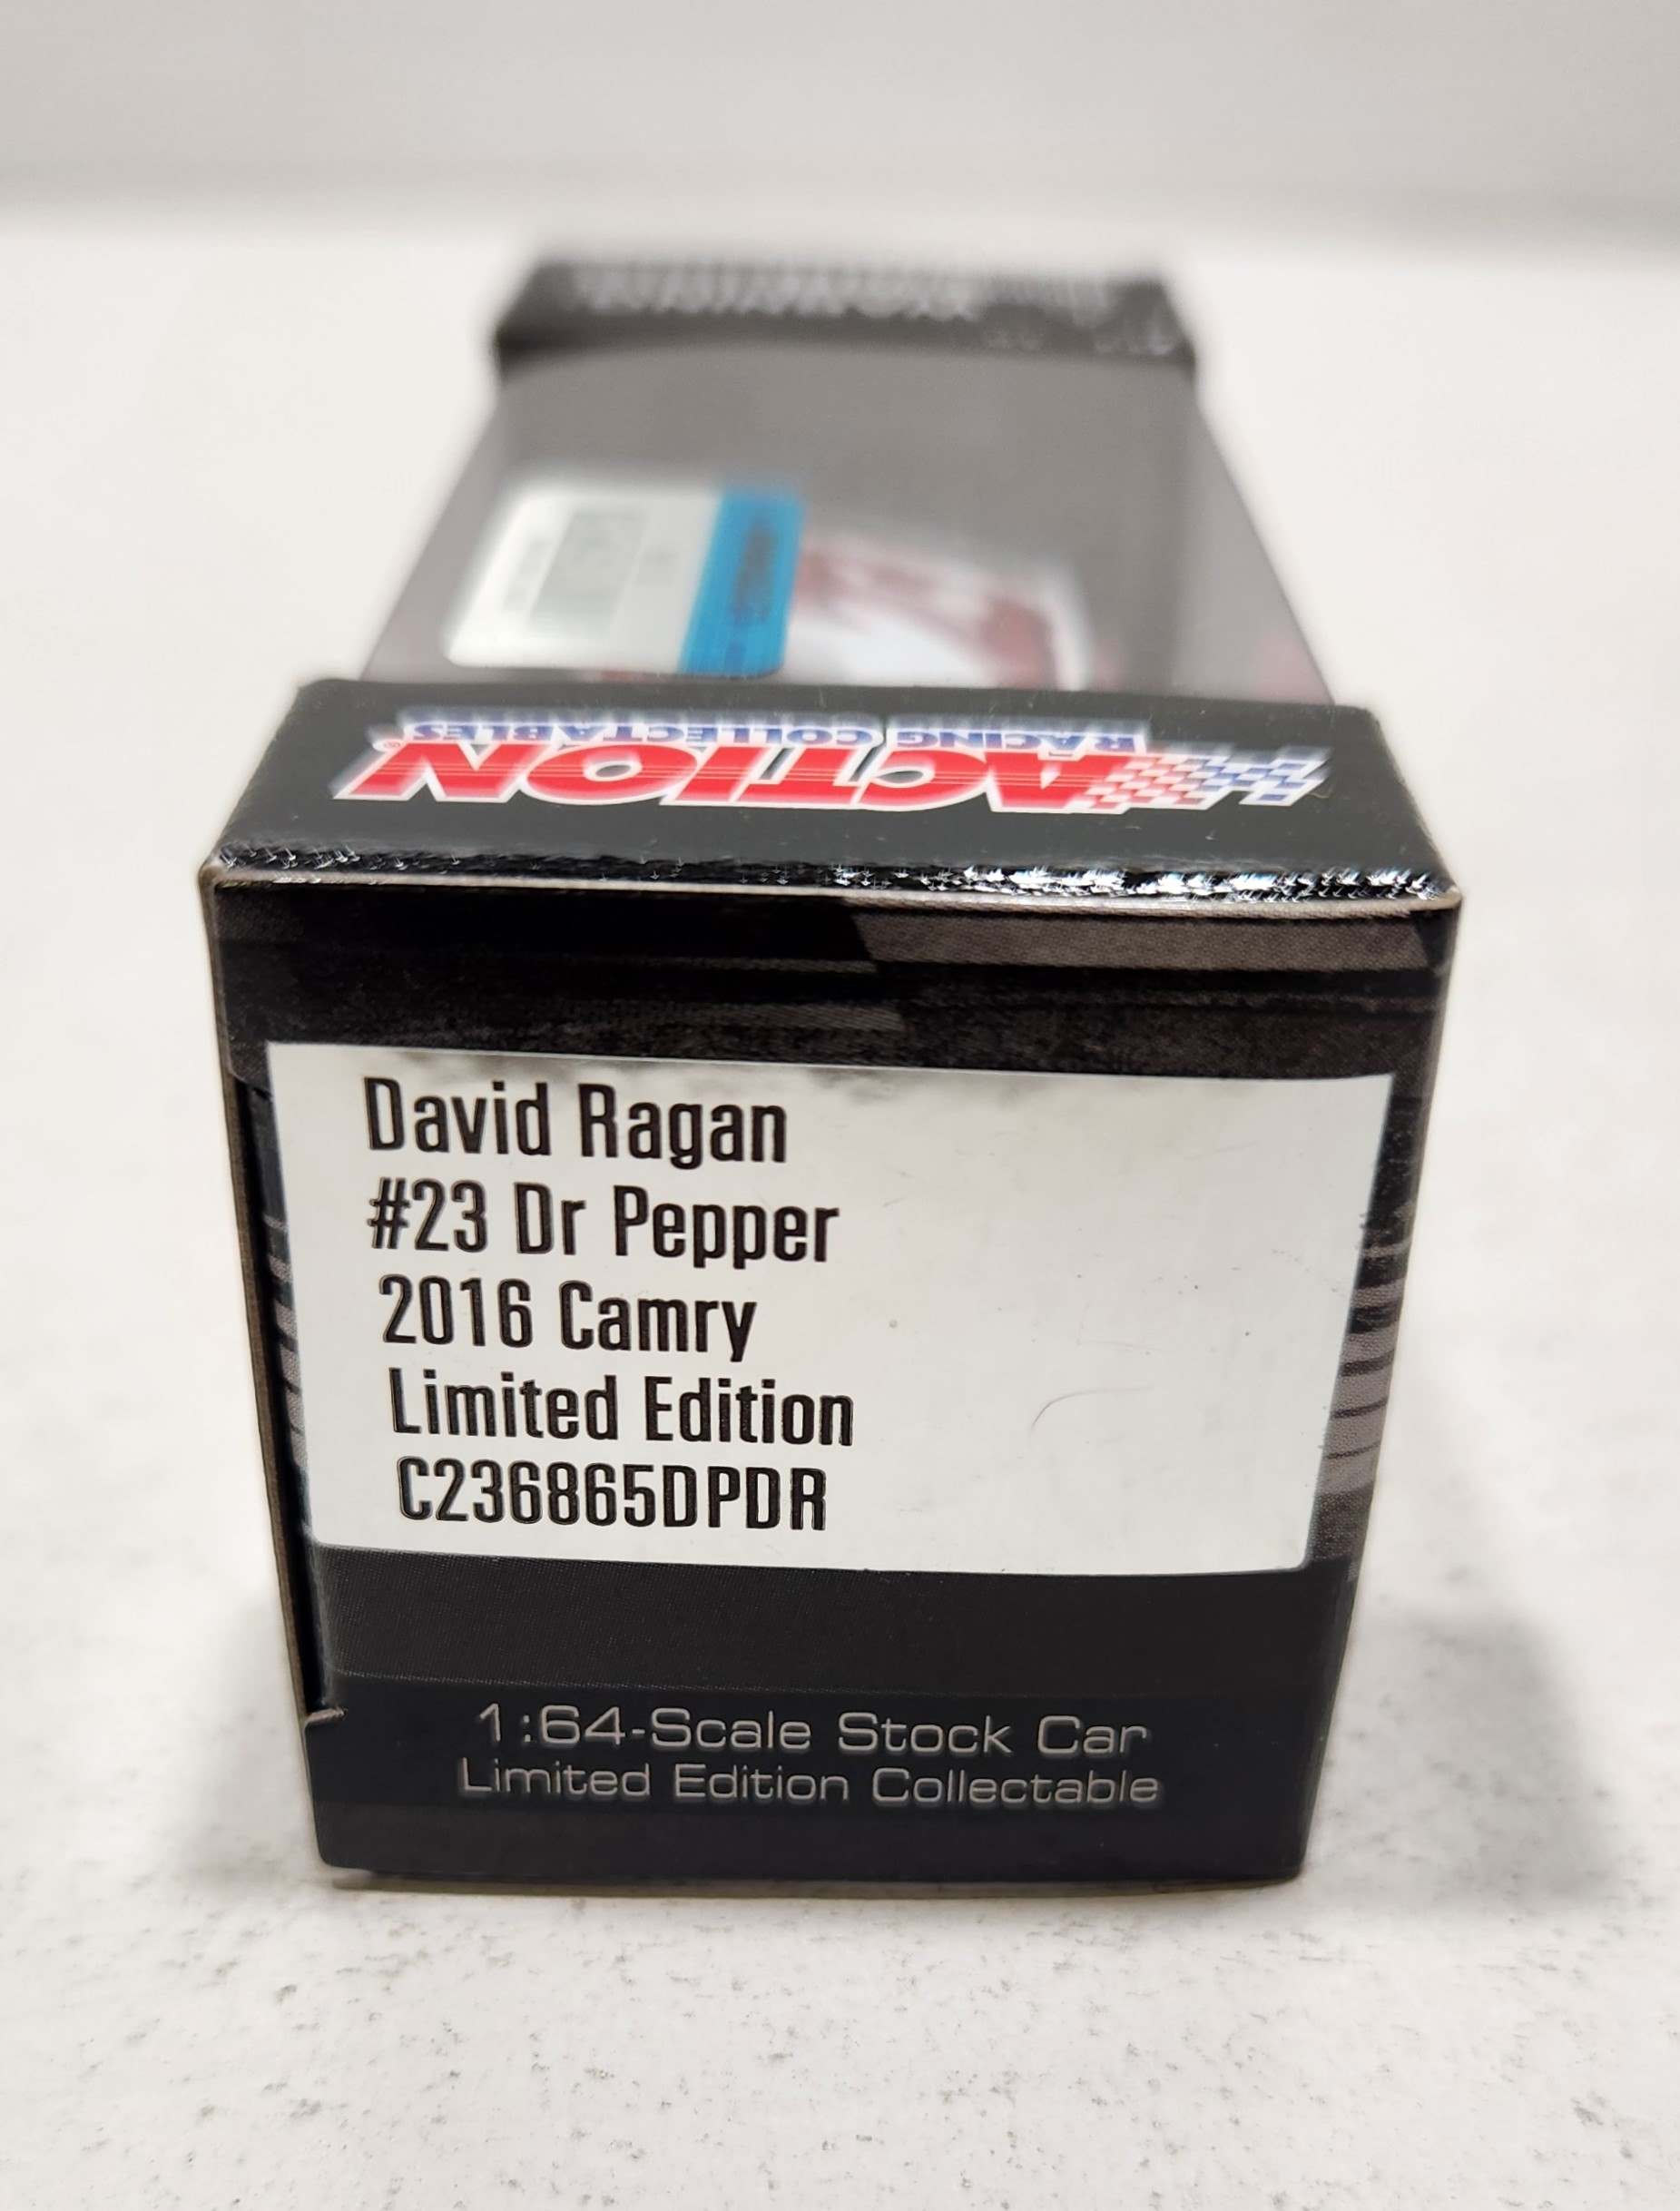 ACTION®
RACING COLLECTABLES
David Ragan
#23 Dr Pepper
2016 Camry
Limited Edition
C236865DPDR
1:64-Scale Stock Car
Limited Edition Collectable